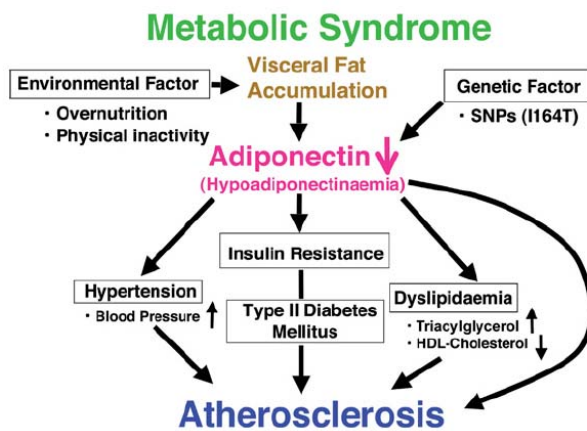 Metabolic Syndrome
Environmental Factor
· Overnutrition
· Physical inactivity
Visceral Fat
Accumulation
Genetic Factor
· SNPs (I164T)
Adiponectin ↓
(Hypoadiponectinaemia)
Insulin Resistance
Hypertension
· Blood Pressure ↑
Type II Diabetes
Mellitus
Dyslipidaemia
· Triacylglycerol ↑
· HDL-Cholesterol ↓
Atherosclerosis